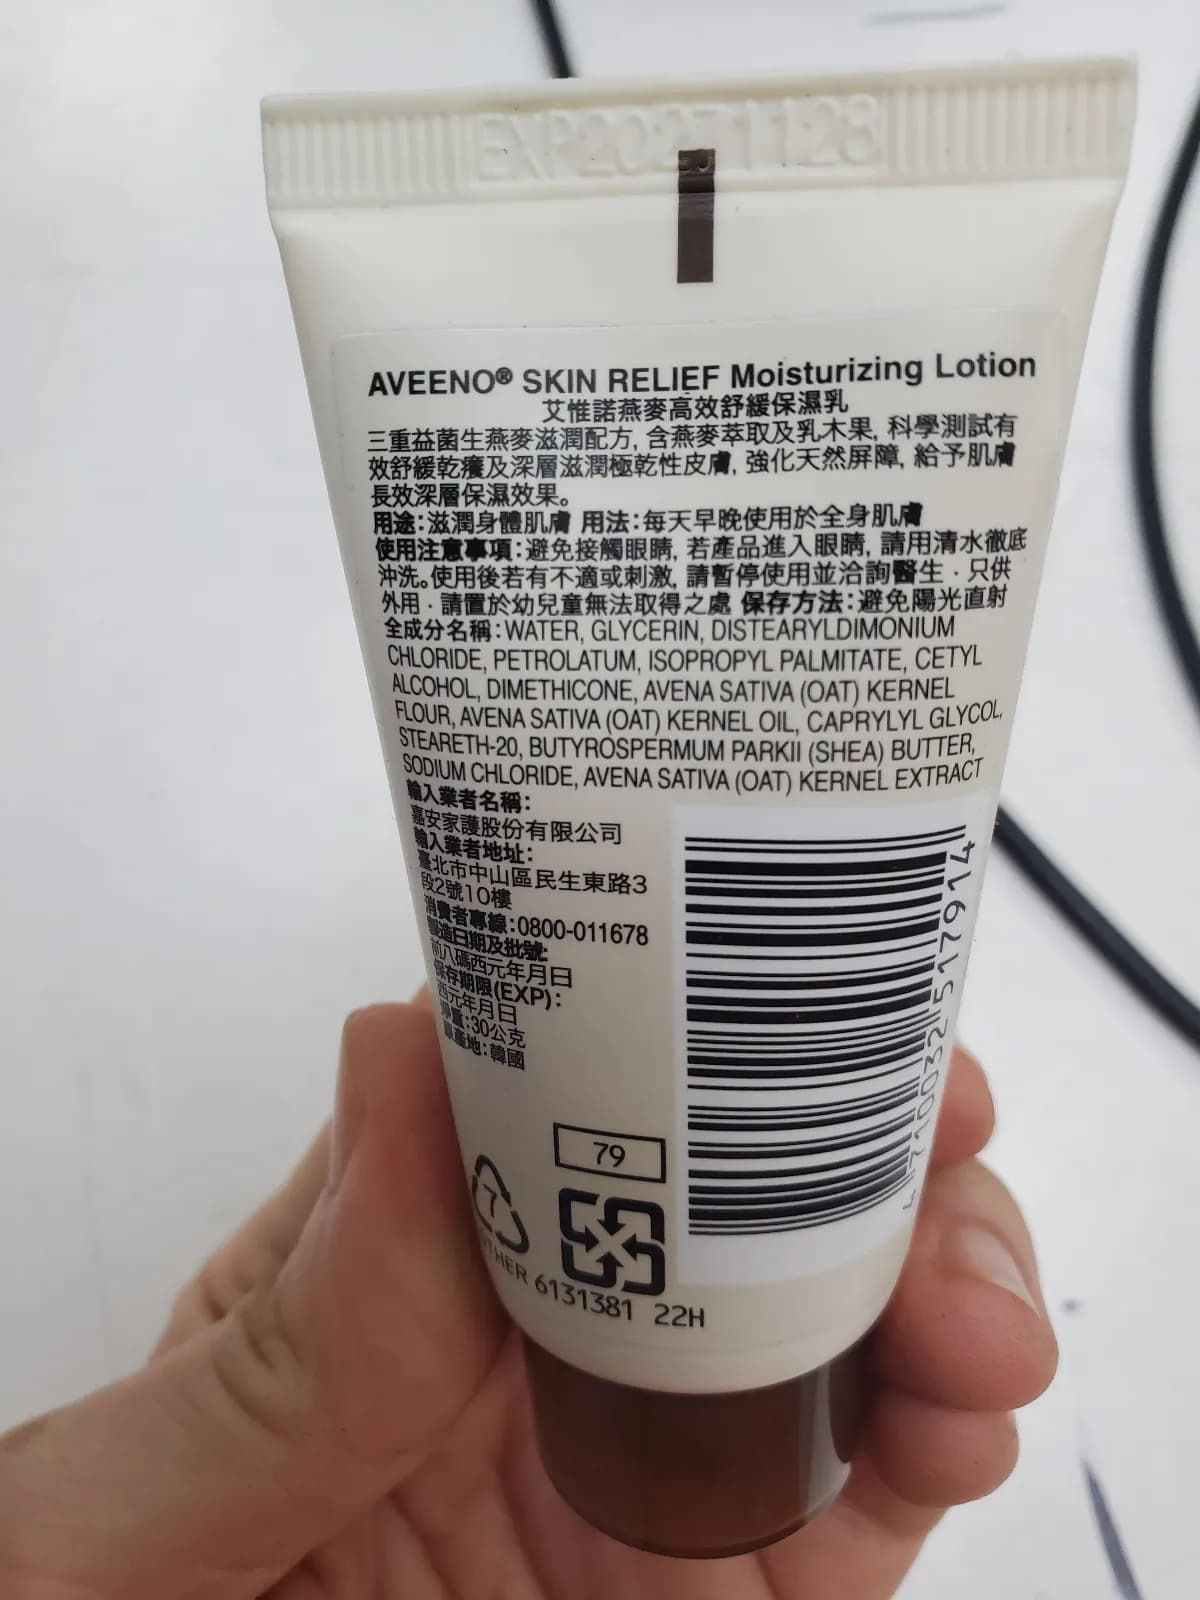 EXP20271128
AVEENO® SKIN RELIEF Moisturizing Lotion
艾惟諾燕麥高效舒緩保濕乳
三重益菌生燕麥滋潤配方, 含燕麥萃取及乳木果, 科學測試有
效舒緩乾癢及深層滋潤極乾性皮膚, 強化天然屏障, 給予肌膚
長效深層保濕效果。
用途:滋潤身體肌膚 用法:每天早晚使用於全身肌膚
使用注意事項:避免接觸眼睛, 若產品進入眼睛, 請用清水徹底
沖洗。使用後若有不適或刺激, 請暫停使用並洽詢醫生 · 只供
外用 · 請置於幼兒童無法取得之處 保存方法:避免陽光直射
全成分名稱:WATER, GLYCERIN, DISTEARYLDIMONIUM
CHLORIDE, PETROLATUM, ISOPROPYL PALMITATE, CETYL
ALCOHOL, DIMETHICONE, AVENA SATIVA (OAT) KERNEL
FLOUR, AVENA SATIVA (OAT) KERNEL OIL, CAPRYLYL GLYCOL,
STEARETH-20, BUTYROSPERMUM PARKII (SHEA) BUTTER,
SODIUM CHLORIDE, AVENA SATIVA (OAT) KERNEL EXTRACT
輸入業者名稱:
嘉安家護股份有限公司
輸入業者地址:
臺北市中山區民生東路3
段2號10樓
消費者專線:0800-011678
製造日期及批號:
前八碼西元年月日
保存期限(EXP):
西元年月日
淨重:30公克
原產地:韓國
4710032517914
79
7
OTHER 6131381 22H